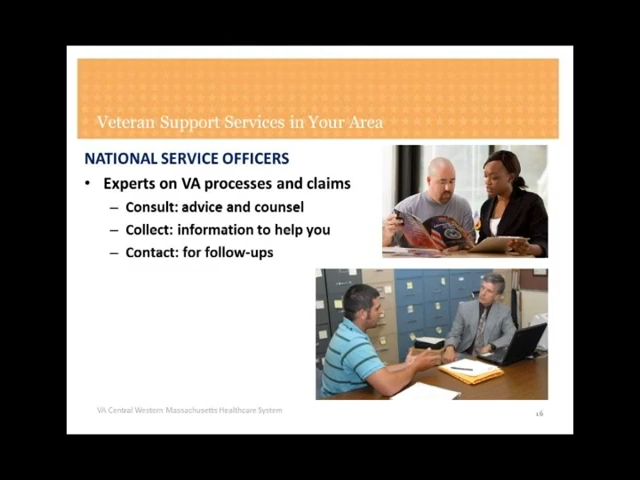 Veteran Support Services in Your Area
NATIONAL SERVICE OFFICERS
• Experts on VA processes and claims
– Consult: advice and counsel
– Collect: information to help you
– Contact: for follow-ups
VA Central Western Massachusetts Healthcare System
16